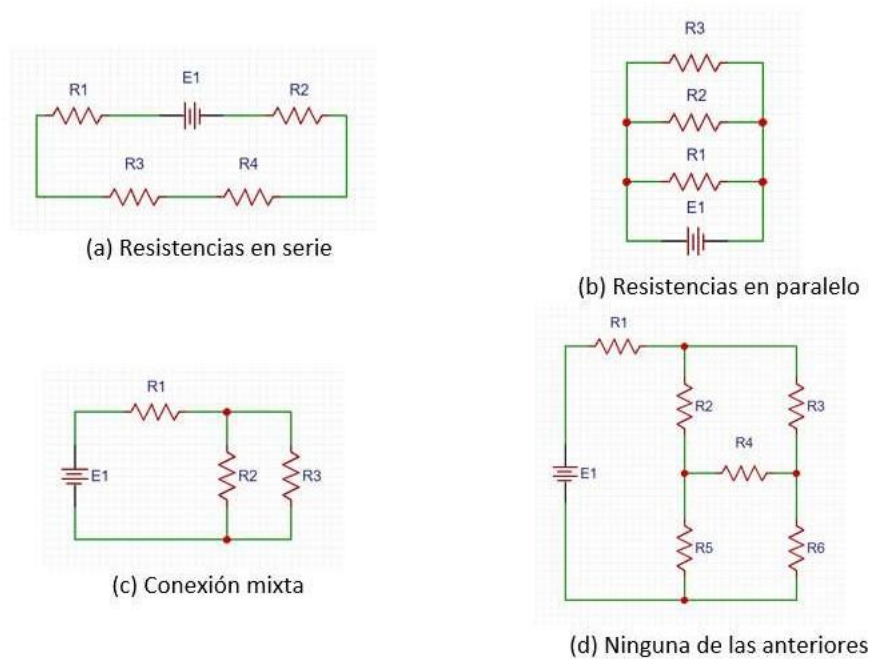 R1 E1 R2
R3 R4
(a) Resistencias en serie
R3
R2
R1
E1
(b) Resistencias en paralelo
R1
E1 R2 R3
(c) Conexión mixta
R1
R2 R3
R4
E1
R5 R6
(d) Ninguna de las anteriores